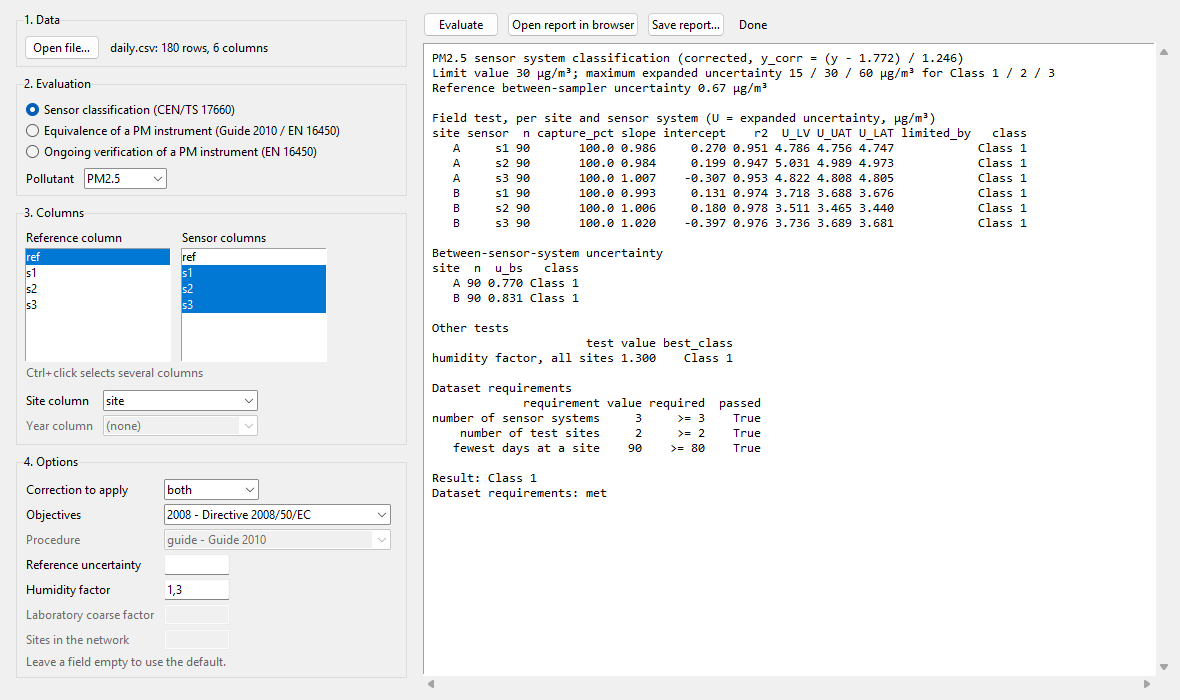 1. Data
Open file... daily.csv: 180 rows, 6 columns
2. Evaluation
Sensor classification (CEN/TS 17660)
Equivalence of a PM instrument (Guide 2010 / EN 16450)
Ongoing verification of a PM instrument (EN 16450)
Pollutant PM2.5
3. Columns
Reference column Sensor columns
ref ref
s1 s1
s2 s2
s3 s3
Ctrl+click selects several columns
Site column site
Year column (none)
4. Options
Correction to apply both
Objectives 2008 - Directive 2008/50/EC
Procedure guide - Guide 2010
Reference uncertainty
Humidity factor 1,3
Laboratory coarse factor
Sites in the network
Leave a field empty to use the default.
Evaluate Open report in browser Save report... Done
PM2.5 sensor system classification (corrected, y_corr = (y - 1.772) / 1.246)
Limit value 30 µg/m³; maximum expanded uncertainty 15 / 30 / 60 µg/m³ for Class 1 / 2 / 3
Reference between-sampler uncertainty 0.67 µg/m³
Field test, per site and sensor system (U = expanded uncertainty, µg/m³)
site sensor n capture_pct slope intercept r2 U_LV U_UAT U_LAT limited_by class
A s1 90 100.0 0.986 0.270 0.951 4.786 4.756 4.747 Class 1
A s2 90 100.0 0.984 0.199 0.947 5.031 4.989 4.973 Class 1
A s3 90 100.0 1.007 -0.307 0.953 4.822 4.808 4.805 Class 1
B s1 90 100.0 0.993 0.131 0.974 3.718 3.688 3.676 Class 1
B s2 90 100.0 1.006 0.180 0.978 3.511 3.465 3.440 Class 1
B s3 90 100.0 1.020 -0.397 0.976 3.736 3.689 3.681 Class 1
Between-sensor-system uncertainty
site n u_bs class
A 90 0.770 Class 1
B 90 0.831 Class 1
Other tests
test value best_class
humidity factor, all sites 1.300 Class 1
Dataset requirements
requirement value required passed
number of sensor systems 3 >= 3 True
number of test sites 2 >= 2 True
fewest days at a site 90 >= 80 True
Result: Class 1
Dataset requirements: met